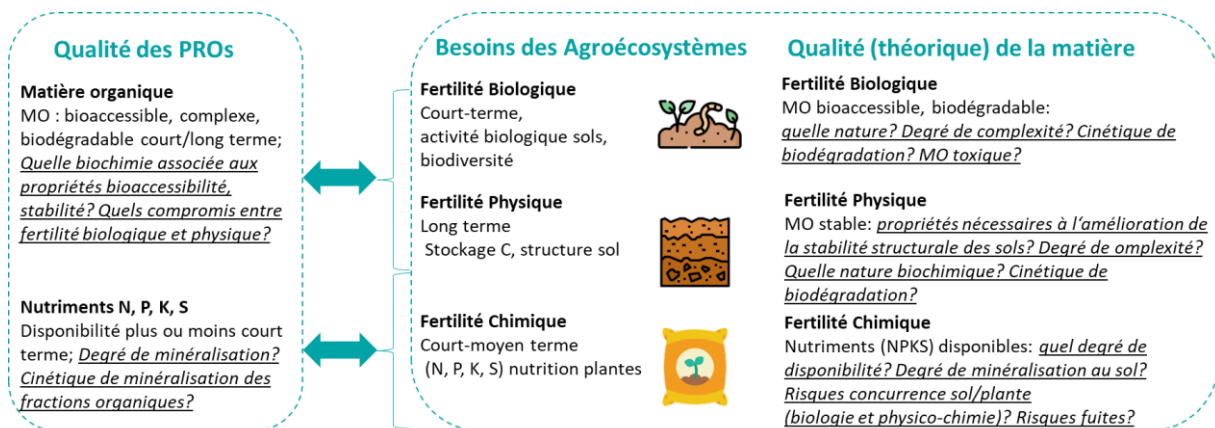 Qualité des PROs
Matière organique
MO : bioaccessible, complexe,
biodégradable court/long terme;
Quelle biochimie associée aux
propriétés bioaccessibilité,
stabilité? Quels compromis entre
fertilité biologique et physique?
Nutriments N, P, K, S
Disponibilité plus ou moins court
terme; Degré de minéralisation?
Cinétique de minéralisation des
fractions organiques?
Besoins des Agroécosystèmes
Fertilité Biologique
Court-terme,
activité biologique sols,
biodiversité
Fertilité Physique
Long terme
Stockage C, structure sol
Fertilité Chimique
Court-moyen terme
(N, P, K, S) nutrition plantes
Qualité (théorique) de la matière
Fertilité Biologique
MO bioaccessible, biodégradable:
quelle nature? Degré de complexité? Cinétique de
biodégradation? MO toxique?
Fertilité Physique
MO stable: propriétés nécessaires à l'amélioration de
la stabilité structurale des sols? Degré de omplexité?
Quelle nature biochimique? Cinétique de
biodégradation?
Fertilité Chimique
Nutriments (NPKS) disponibles: quel degré de
disponibilité? Degré de minéralisation au sol?
Risques concurrence sol/plante
(biologie et physico-chimie)? Risques fuites?